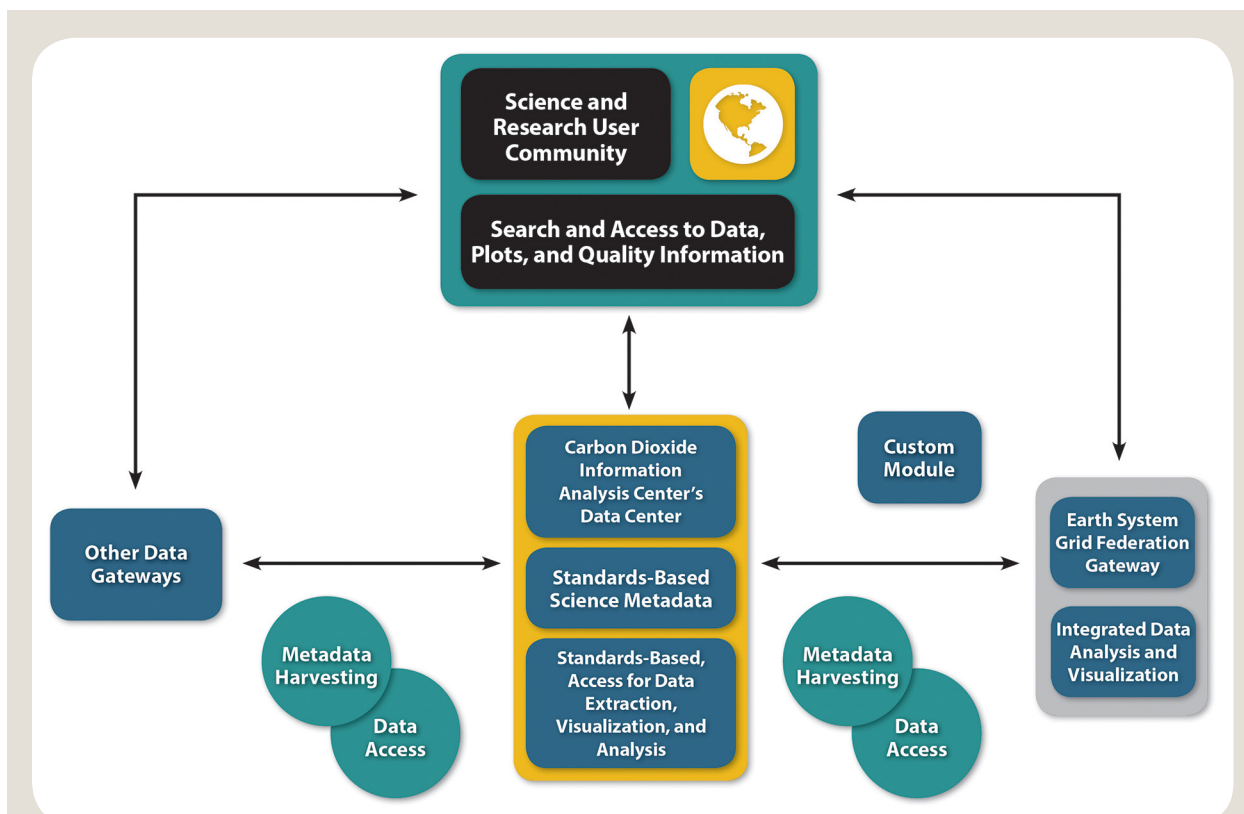 Science and
Research User
Community
Search and Access to Data,
Plots, and Quality Information
Other Data
Gateways
Metadata
Harvesting
Data
Access
Carbon Dioxide
Information
Analysis Center's
Data Center
Standards-Based
Science Metadata
Standards-Based,
Access for Data
Extraction,
Visualization, and
Analysis
Custom
Module
Metadata
Harvesting
Data
Access
Earth System
Grid Federation
Gateway
Integrated Data
Analysis and
Visualization